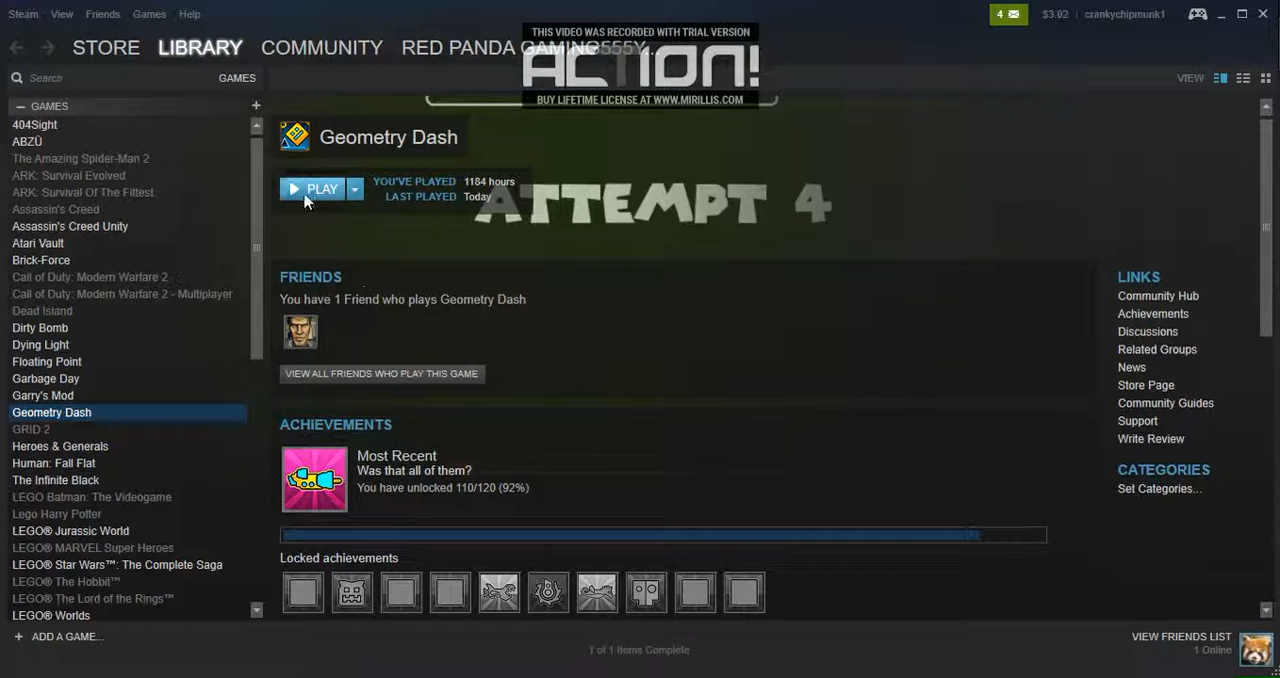 Steam View Friends Games Help
4 $3.02 crankychipmunk1
STORE LIBRARY COMMUNITY RED PANDA GAMING555Y...
THIS VIDEO WAS RECORDED WITH TRIAL VERSION
ACTION!
BUY LIFETIME LICENSE AT WWW.MIRILLIS.COM
Search GAMES
VIEW
GAMES
404Sight
ABZÛ
The Amazing Spider-Man 2
ARK: Survival Evolved
ARK: Survival Of The Fittest
Assassin's Creed
Assassin's Creed Unity
Atari Vault
Brick-Force
Call of Duty: Modern Warfare 2
Call of Duty: Modern Warfare 2 - Multiplayer
Dead Island
Dirty Bomb
Dying Light
Floating Point
Garbage Day
Garry's Mod
Geometry Dash
GRID 2
Heroes & Generals
Human: Fall Flat
The Infinite Black
LEGO Batman: The Videogame
Lego Harry Potter
LEGO® Jurassic World
LEGO® MARVEL Super Heroes
LEGO® Star Wars™: The Complete Saga
LEGO® The Hobbit™
LEGO® The Lord of the Rings™
LEGO® Worlds
+ ADD A GAME...
Geometry Dash
PLAY
YOU'VE PLAYED 1184 hours
LAST PLAYED Today
ATTEMPT 4
FRIENDS
You have 1 Friend who plays Geometry Dash
VIEW ALL FRIENDS WHO PLAY THIS GAME
ACHIEVEMENTS
Most Recent
Was that all of them?
You have unlocked 110/120 (92%)
Locked achievements
LINKS
Community Hub
Achievements
Discussions
Related Groups
News
Store Page
Community Guides
Support
Write Review
CATEGORIES
Set Categories...
1 of 1 Items Complete
VIEW FRIENDS LIST
1 Online